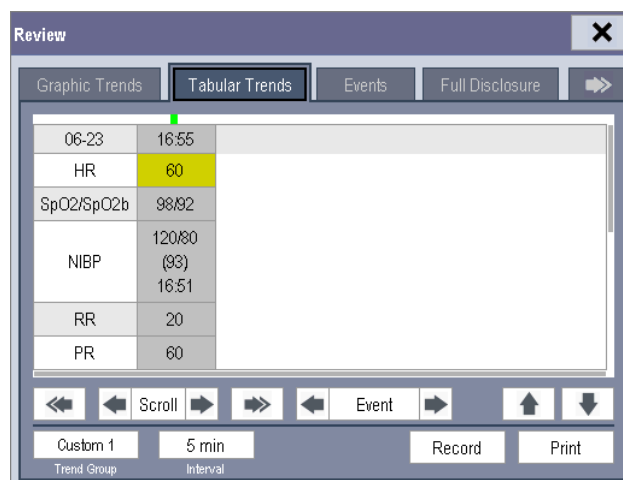 Review
Graphic Trends Tabular Trends Events Full Disclosure
06-23 16:55
HR 60
SpO2/SpO2b 98/92
120/80
NIBP (93)
16:51
RR 20
PR 60
Scroll Event
Custom 1 5 min Record Print
Trend Group Interval